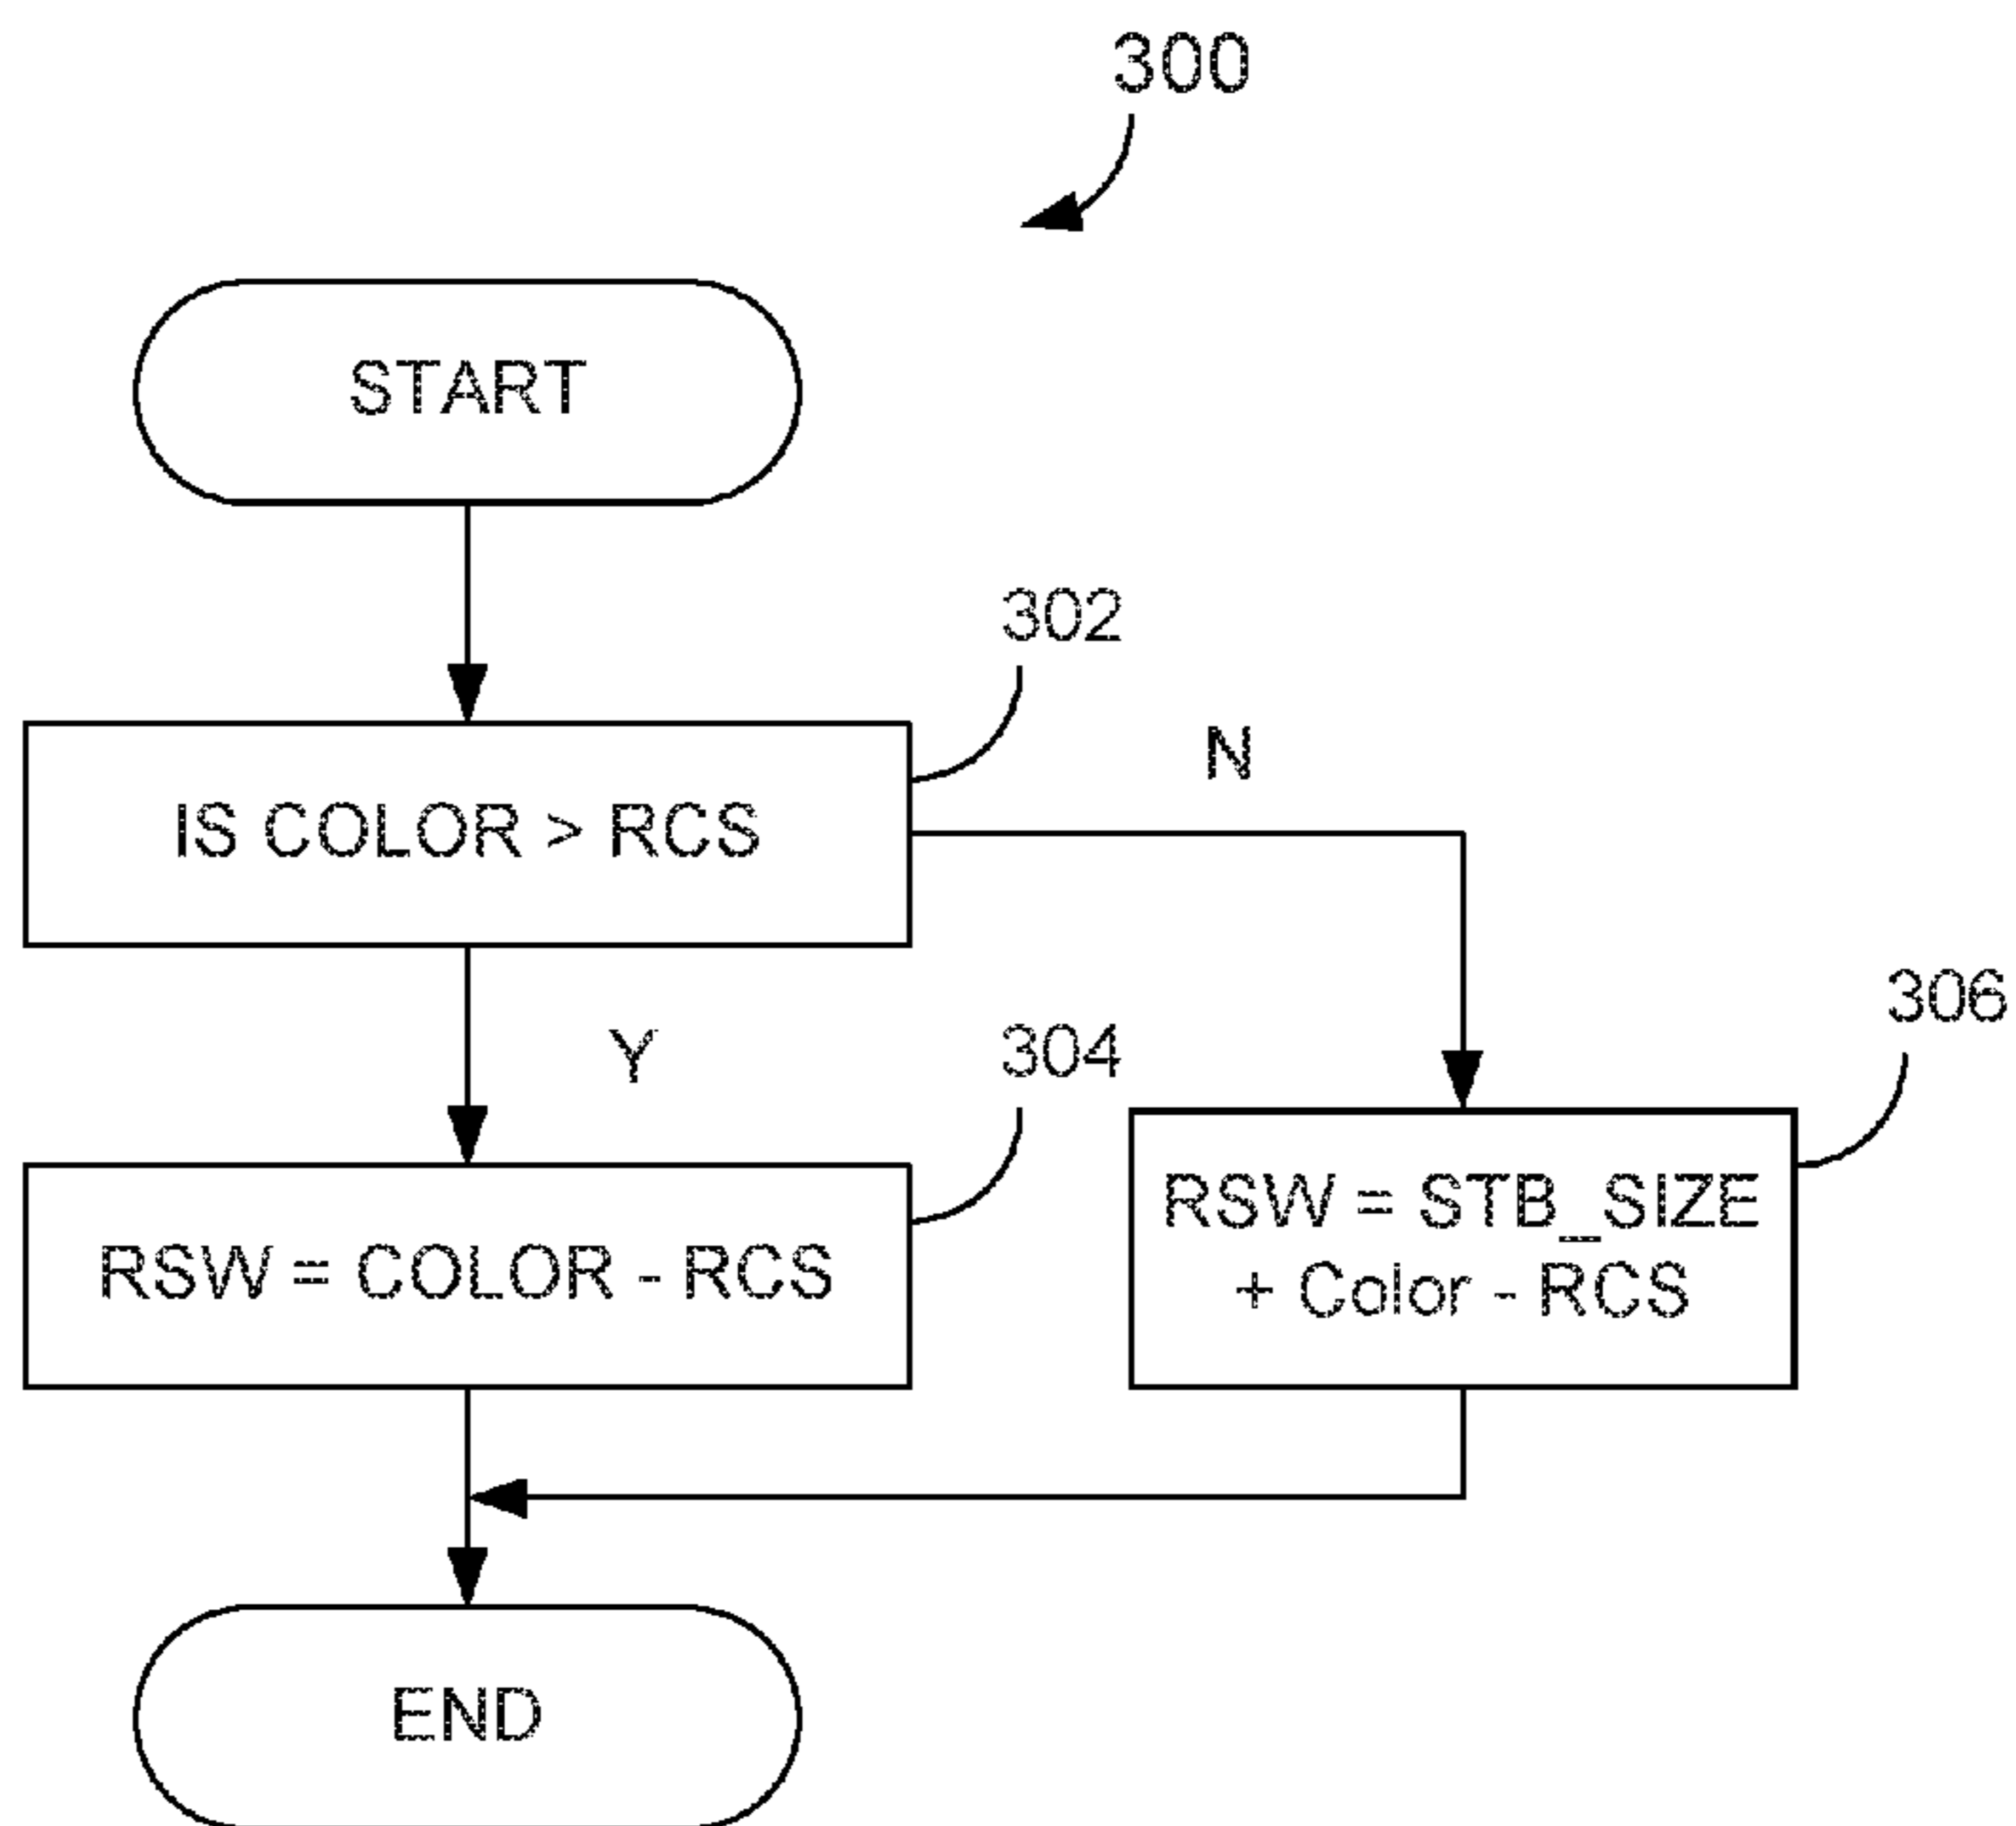 300
START
302
N
IS COLOR > RCS
306
Y
304
RSW = STB_SIZE
+ Color - RCS
RSW = COLOR - RCS
END